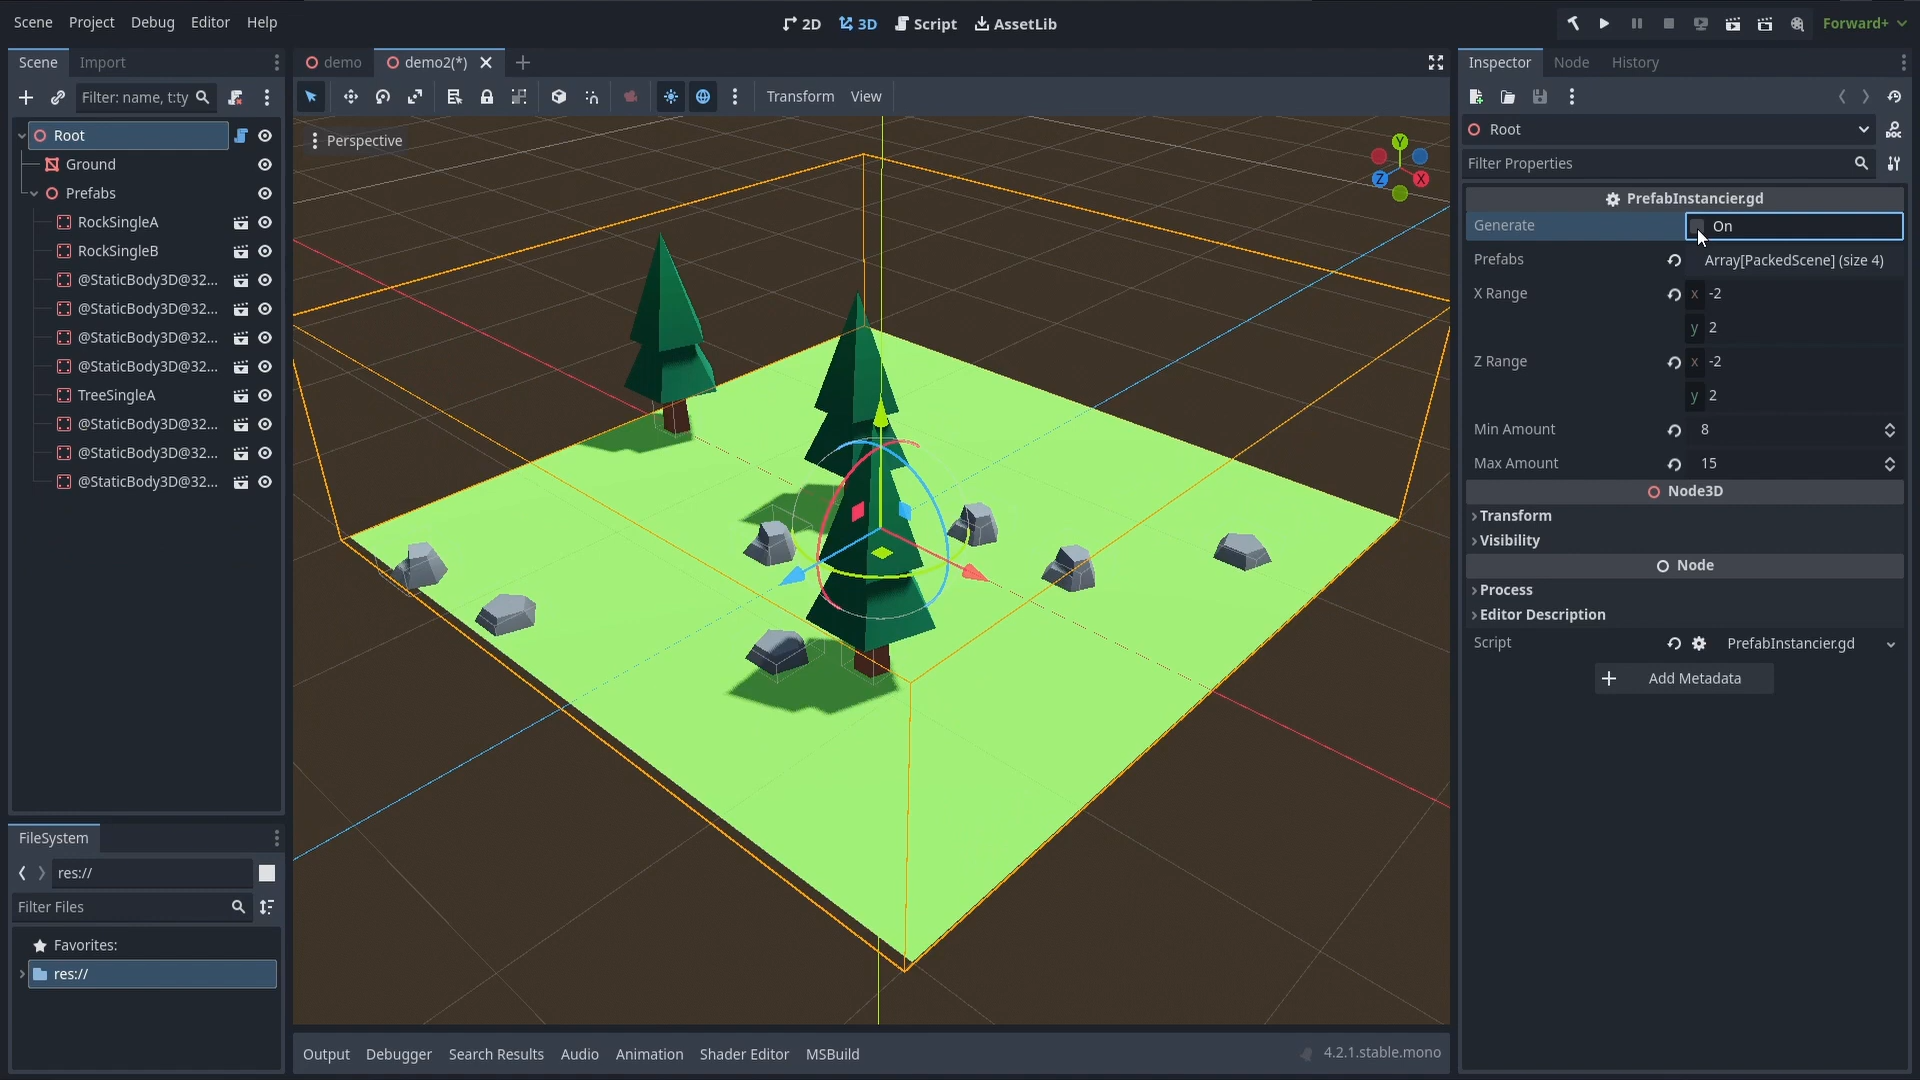 Scene Project Debug Editor Help
2D 3D Script AssetLib
Forward+
Scene Import
Filter: name, t:ty
Root
Ground
Prefabs
RockSingleA
RockSingleB
@StaticBody3D@32...
@StaticBody3D@32...
@StaticBody3D@32...
@StaticBody3D@32...
TreeSingleA
@StaticBody3D@32...
@StaticBody3D@32...
@StaticBody3D@32...
FileSystem
res://
Filter Files
Favorites:
res://
demo demo2(*)
Transform View
Perspective
Y
Z X
Output Debugger Search Results Audio Animation Shader Editor MSBuild 4.2.1.stable.mono
Inspector Node History
Root
DOC
Filter Properties
PrefabInstancier.gd
Generate On
Prefabs Array[PackedScene] (size 4)
X Range x -2
y 2
Z Range x -2
y 2
Min Amount 8
Max Amount 15
Node3D
Transform
Visibility
Node
Process
Editor Description
Script PrefabInstancier.gd
Add Metadata